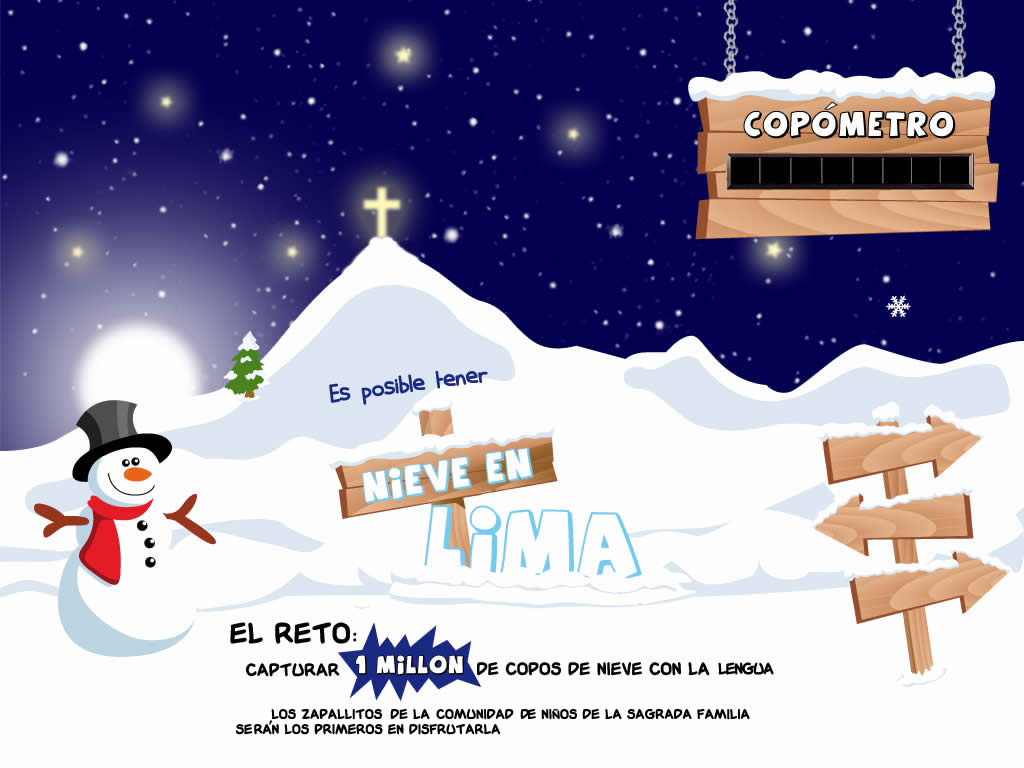 COPÓMETRO
Es posible tener
NiEVE EN
LiMA
EL RETO:
CAPTURAR 1 MiLLON DE COPOS DE NIEVE CON LA LENGUA
LOS ZAPALLITOS DE LA COMUNIDAD DE NIÑOS DE LA SAGRADA FAMILIA
SERÁN LOS PRIMEROS EN DISFRUTARLA